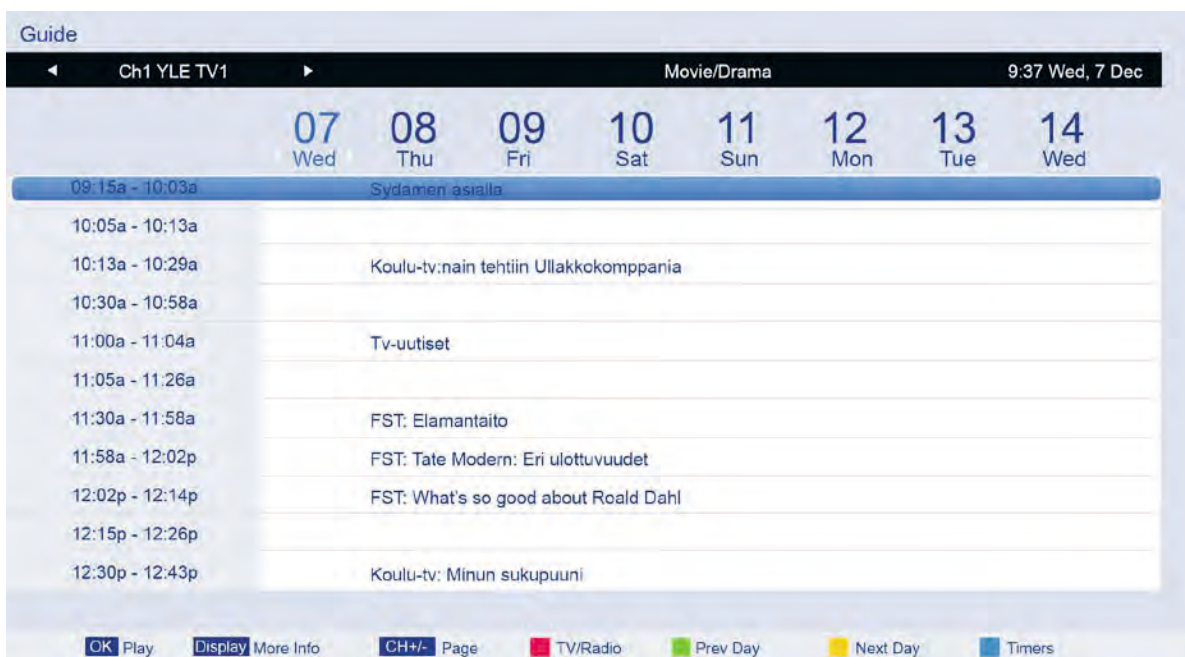 Guide
Ch1 YLE TV1 Movie/Drama 9:37 Wed, 7 Dec
07 08 09 10 11 12 13 14
Wed Thu Fri Sat Sun Mon Tue Wed
09:15a - 10:03a Sydamen asialla
10:05a - 10:13a
10:13a - 10:29a Koulu-tv:nain tehtiin Ullakkokomppania
10:30a - 10:58a
11:00a - 11:04a Tv-uutiset
11:05a - 11:26a
11:30a - 11:58a FST: Elamantaito
11:58a - 12:02p FST: Tate Modern: Eri ulottuvuudet
12:02p - 12:14p FST: What's so good about Roald Dahl
12:15p - 12:26p
12:30p - 12:43p Koulu-tv: Minun sukupuuni
OK Play Display More Info CH+/- Page TV/Radio Prev Day Next Day Timers